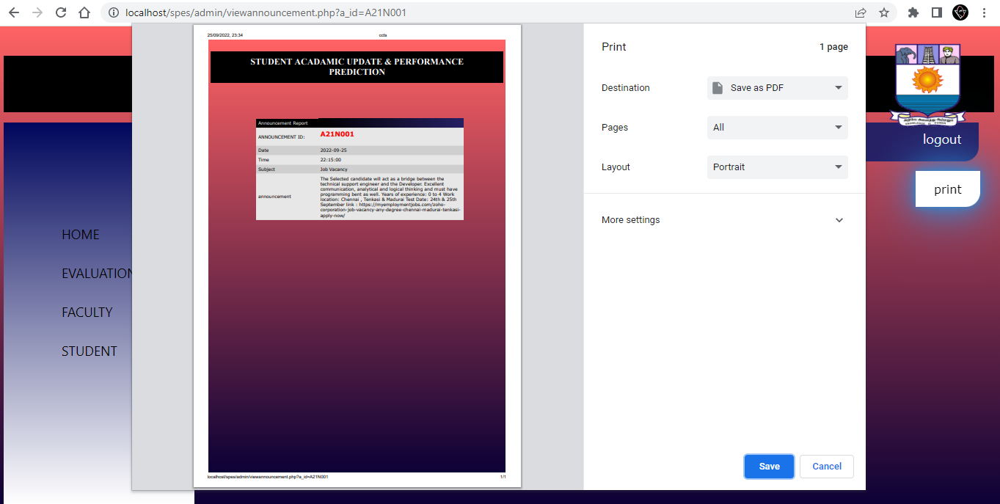 localhost/spes/admin/viewannouncement.php?a_id=A21N001
25/09/2022, 23:34
ccts
STUDENT ACADAMIC UPDATE & PERFORMANCE
PREDICTION
Announcement Report
ANNOUNCEMENT ID: A21N001
Date 2022-09-25
Time 22:15:00
Subject Job Vacancy
announcement
The Selected candidate will act as a bridge between the
technical support engineer and the Developer. Excellent
communication, analytical and logical thinking and must have
programming bent as well. Years of experience: 0 to 4 Work
location: Chennai , Tenkasi & Madurai Test Date: 24th & 25th
September link : https://myemploymentjobs.com/zoho-
corporation-job-vacancy-any-degree-chennai-madurai-tenkasi-
apply-now/
localhost/spes/admin/viewannouncement.php?a_id=A21N001
1/1
HOME
EVALUATION
FACULTY
STUDENT
Print
1 page
Destination
Save as PDF
Pages
All
Layout
Portrait
More settings
Save
Cancel
logout
print